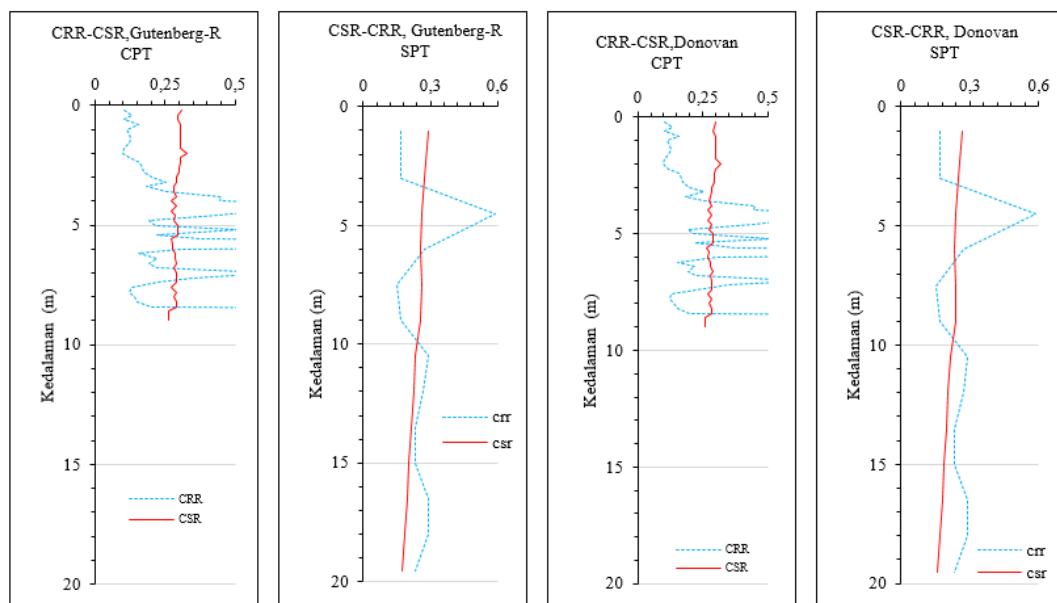 CRR-CSR,Gutenberg-R
CPT
0
0,25
0,5
0
5
10
15
20
Kedalaman (m)
CRR
CSR
CSR-CRR, Gutenberg-R
SPT
0
0,3
0,6
0
5
10
15
20
Kedalaman (m)
crr
csr
CRR-CSR,Donovan
CPT
0
0,25
0,5
0
5
10
15
20
Kedalaman (m)
CRR
CSR
CSR-CRR, Donovan
SPT
0
0,3
0,6
0
5
10
15
20
Kedalaman (m)
crr
csr